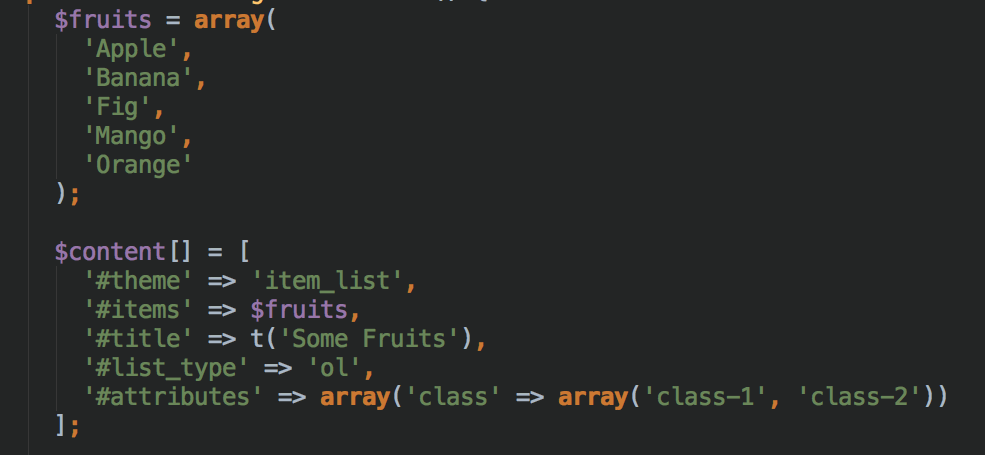 $fruits = array(
'Apple',
'Banana',
'Fig',
'Mango',
'Orange'
);
$content[] = [
'#theme' => 'item_list',
'#items' => $fruits,
'#title' => t('Some Fruits'),
'#list_type' => 'ol',
'#attributes' => array('class' => array('class-1', 'class-2'))
];